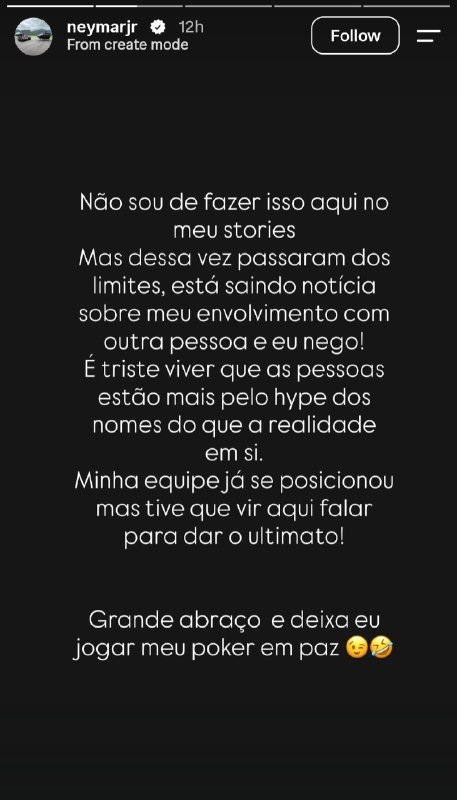 neymarjr 12h
From create mode
Follow
Não sou de fazer isso aqui no
meu stories
Mas dessa vez passaram dos
limites, está saindo notícia
sobre meu envolvimento com
outra pessoa e eu nego!
É triste viver que as pessoas
estão mais pelo hype dos
nomes do que a realidade
em si.
Minha equipe já se posicionou
mas tive que vir aqui falar
para dar o ultimato!
Grande abraço e deixa eu
jogar meu poker em paz 😉🤣